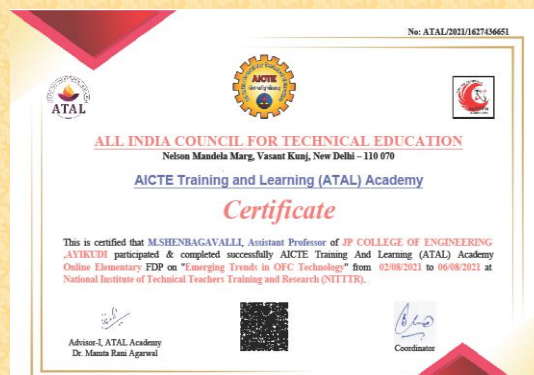 No: ATAL/2021/1627436651
ATAL
AICTE
ALL INDIA COUNCIL FOR TECHNICAL EDUCATION
Nelson Mandela Marg, Vasant Kunj, New Delhi – 110 070
AICTE Training and Learning (ATAL) Academy
Certificate
This is certified that M.SHENBAGAVALLI, Assistant Professor of JP COLLEGE OF ENGINEERING
,AYIKUDI participated & completed successfully AICTE Training And Learning (ATAL) Academy
Online Elementary FDP on "Emerging Trends in OFC Technology" from 02/08/2021 to 06/08/2021 at
National Institute of Technical Teachers Training and Research (NITTTR).
Advisor-I, ATAL Academy
Dr. Mamta Rani Agarwal
Coordinator